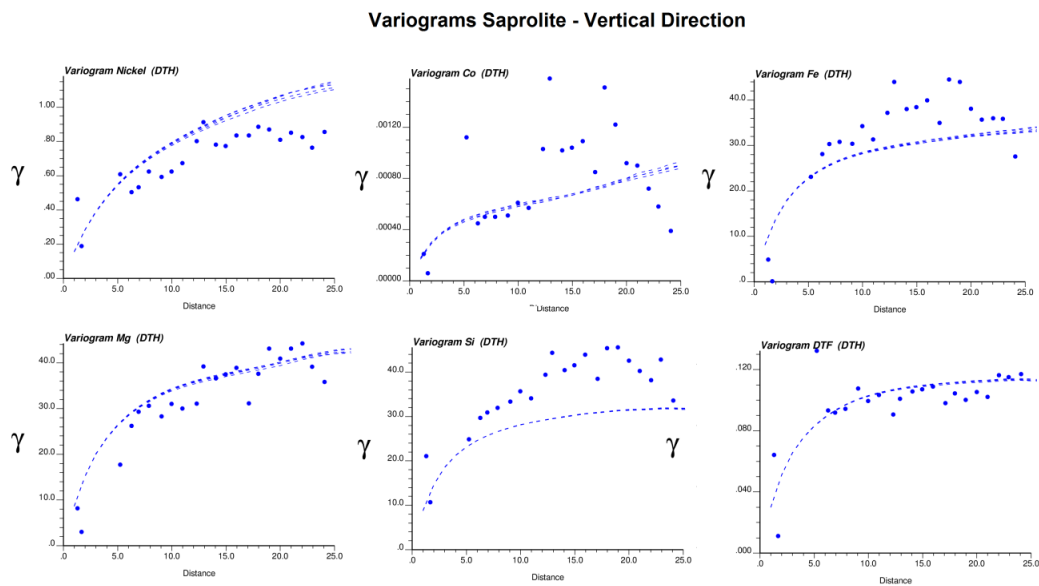 Variograms Saprolite - Vertical Direction
Variogram Nickel (DTH)
γ
1.00
.80
.60
.40
.20
.00
.0 5.0 10.0 15.0 20.0 25.0
Distance
Variogram Co (DTH)
γ
.00120
.00080
.00040
.00000
.0 5.0 10.0 15.0 20.0 25.0
Distance
Variogram Fe (DTH)
γ
40.0
30.0
20.0
10.0
.0
.0 5.0 10.0 15.0 20.0 25.0
Distance
Variogram Mg (DTH)
γ
40.0
30.0
20.0
10.0
.0
.0 5.0 10.0 15.0 20.0 25.0
Distance
Variogram Si (DTH)
γ
40.0
30.0
20.0
10.0
.0
.0 5.0 10.0 15.0 20.0 25.0
Distance
Variogram DTF (DTH)
γ
.120
.080
.040
.000
.0 5.0 10.0 15.0 20.0 25.0
Distance